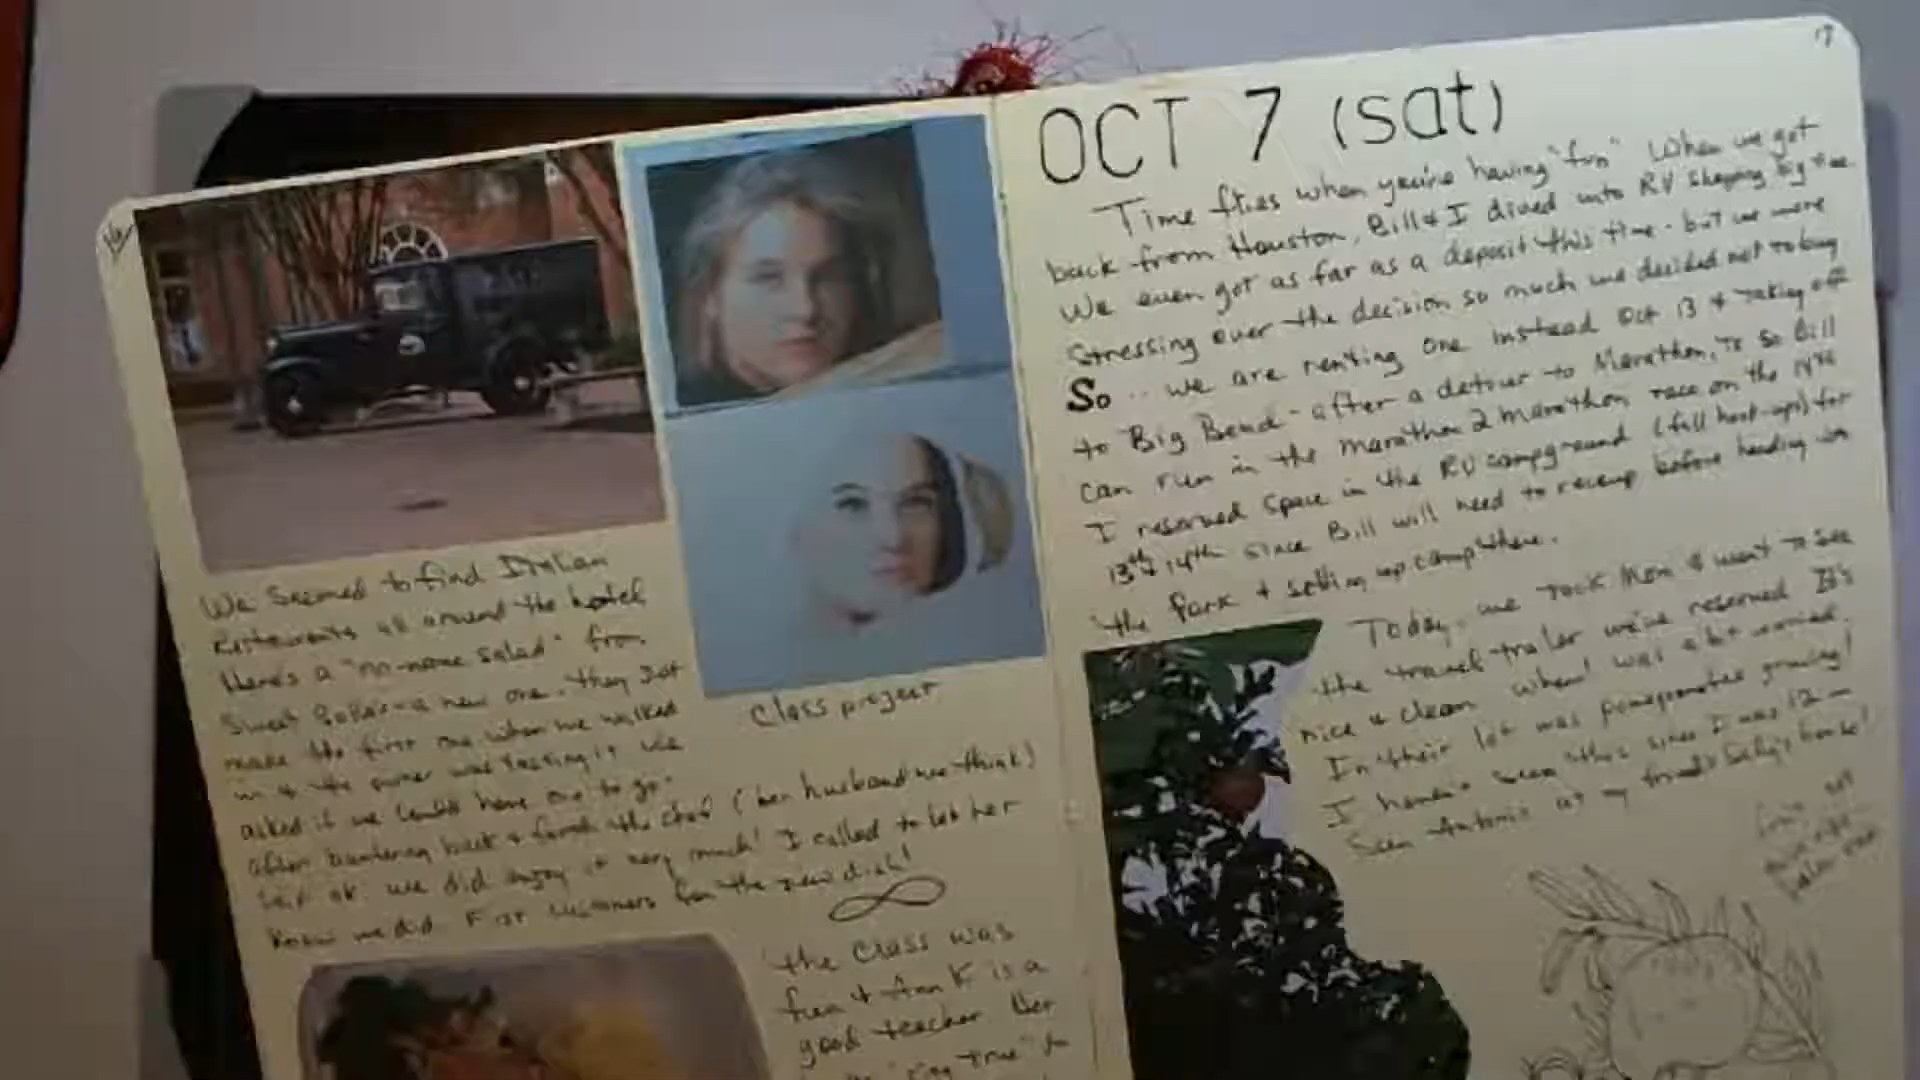 We seemed to find Italian
Restaurants all around the hotel
Here's a "no-name salad" from
Sweet a new one. they just
made the first one when we walked
in & the owner was tasting it we
asked if we could have one to go.
after bantering back & forth the chef (her husband we think)
said ok. we did enjoy it very much! I called to let her
know we did. First customers for the new dish!
Class project
the class was
fun & Ann K is a
good teacher. Her
"ring true" to
17
OCT 7 (sat)
Time flies when you're having "fun" When we got
back from Houston, Bill & I dived into RV shopping big time.
We even got as far as a deposit this time - but we were
stressing over the decision so much we decided not to buy
So .. we are renting one instead Oct 13 & taking off
to Big Bend - after a detour to Marathon, Tx so Bill
can run in the marathon 2 marathon race on the 14th
I reserved space in the RV campground (full hook-ups) for
13th & 14th since Bill will need to recoup before heading into
the park & setting up camp there.
Today, we took Mom & went to see
the travel trailer we've reserved. It's
nice & clean whew! was a bit worried.
In their lot was pomegranates growing!
I haven't seen this since I was 12 —
San Antonio at my friend Sally's house!